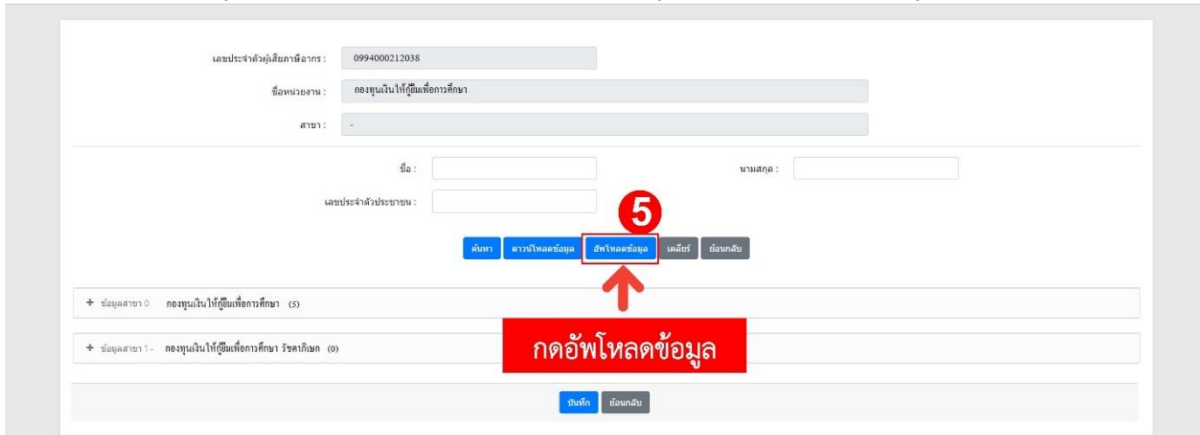 เลขประจำตัวผู้เสียภาษีอากร : 0994000212038
ชื่อหน่วยงาน : กองทุนเงินให้กู้ยืมเพื่อการศึกษา
สาขา : -
ชื่อ : นามสกุล :
เลขประจำตัวประชาชน :
5
ค้นหา ดาวน์โหลดข้อมูล อัพโหลดข้อมูล เคลียร์ ย้อนกลับ
+ ข้อมูลสาขา 0 กองทุนเงินให้กู้ยืมเพื่อการศึกษา (5)
กดอัพโหลดข้อมูล
+ ข้อมูลสาขา 1 - กองทุนเงินให้กู้ยืมเพื่อการศึกษา รัชดาภิเษก (0)
บันทึก ย้อนกลับ